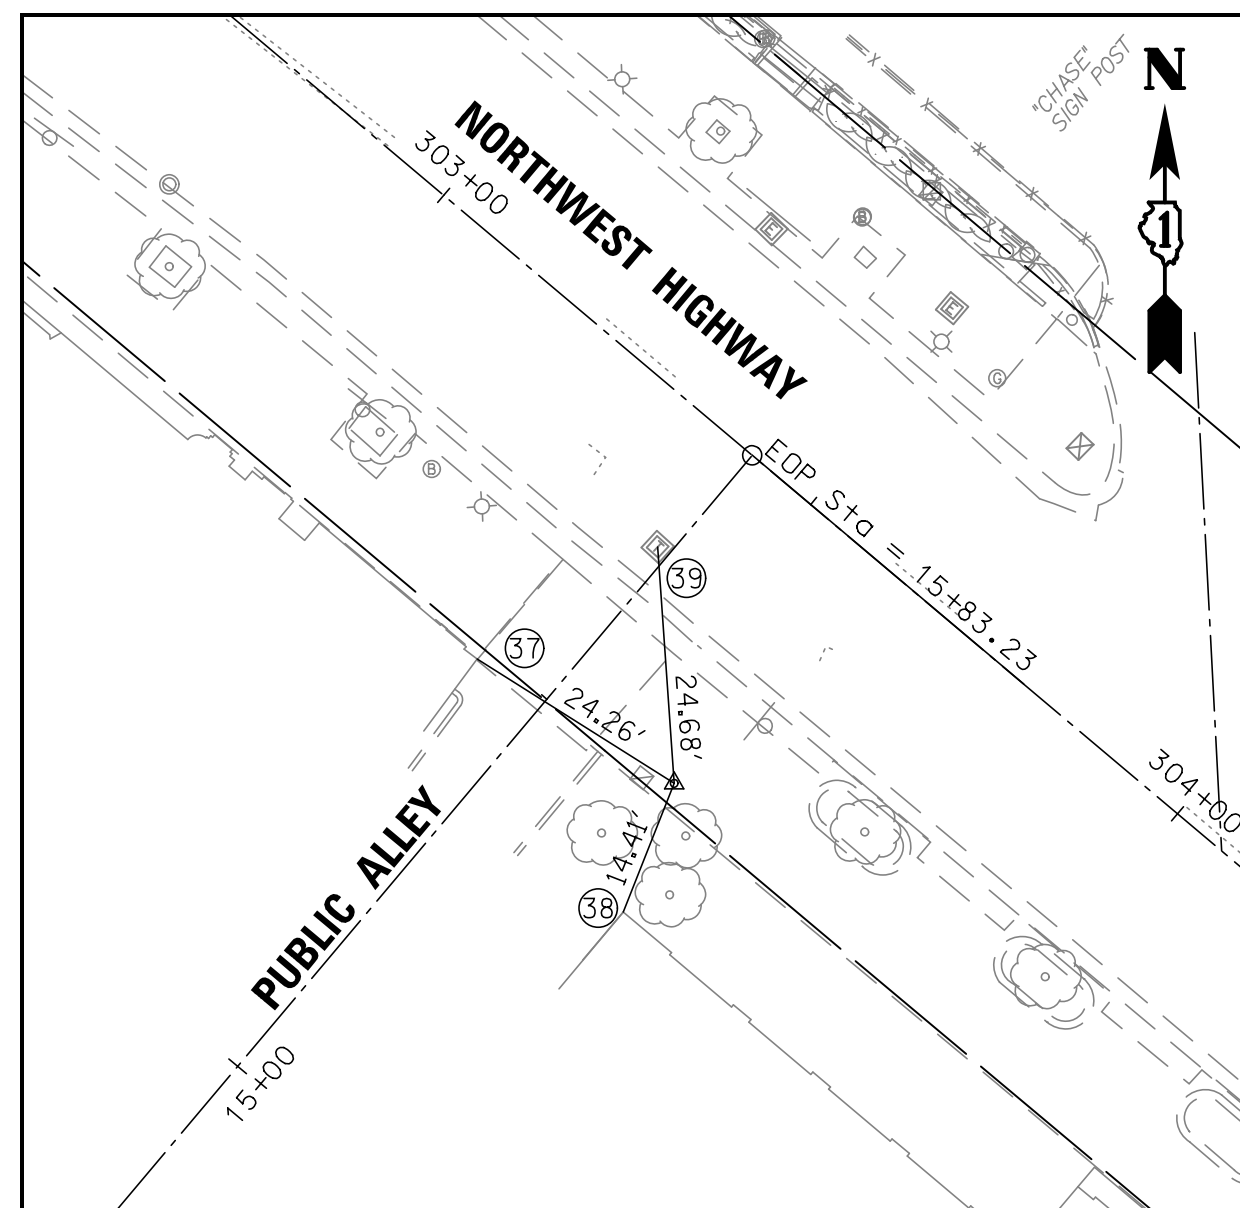 "CHASE"
SIGN POST
N
1
NORTHWEST HIGHWAY
303+00
E
B
E
G
B
EOP Sta = 15+83.23
T
39
37
24.26'
24.68'
304+00
14.41'
38
PUBLIC ALLEY
15+00